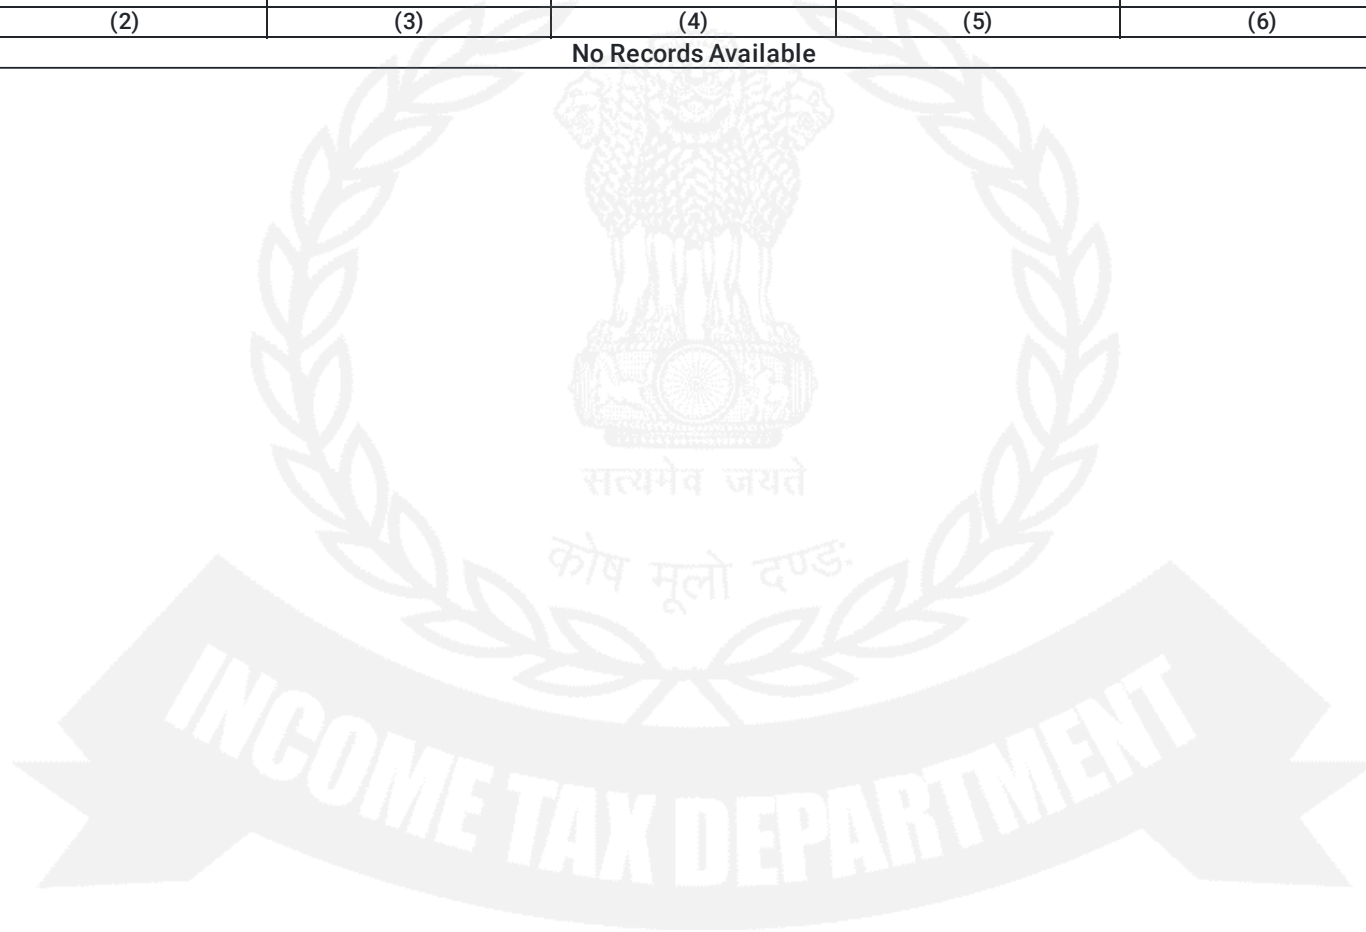 (2) (3) (4) (5) (6)
No Records Available
सत्यमेव जयते
कोष मूलो दण्डः
INCOME TAX DEPARTMENT